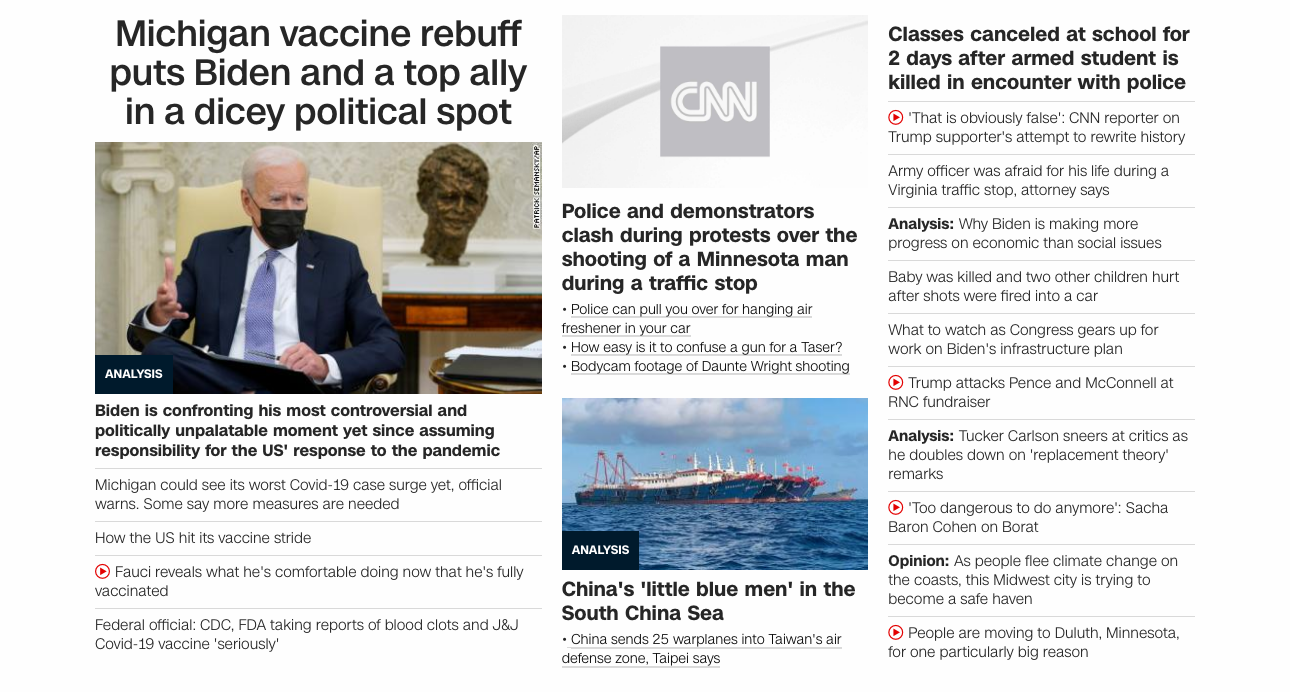 Michigan vaccine rebuff
puts Biden and a top ally
in a dicey political spot
PATRICK SEMANSKY/AP
ANALYSIS
Biden is confronting his most controversial and
politically unpalatable moment yet since assuming
responsibility for the US' response to the pandemic
Michigan could see its worst Covid-19 case surge yet, official
warns. Some say more measures are needed
How the US hit its vaccine stride
Fauci reveals what he's comfortable doing now that he's fully
vaccinated
Federal official: CDC, FDA taking reports of blood clots and J&J
Covid-19 vaccine 'seriously'
CNN
Police and demonstrators
clash during protests over the
shooting of a Minnesota man
during a traffic stop
• Police can pull you over for hanging air
freshener in your car
• How easy is it to confuse a gun for a Taser?
• Bodycam footage of Daunte Wright shooting
ANALYSIS
China's 'little blue men' in the
South China Sea
• China sends 25 warplanes into Taiwan's air
defense zone, Taipei says
Classes canceled at school for
2 days after armed student is
killed in encounter with police
'That is obviously false': CNN reporter on
Trump supporter's attempt to rewrite history
Army officer was afraid for his life during a
Virginia traffic stop, attorney says
Analysis: Why Biden is making more
progress on economic than social issues
Baby was killed and two other children hurt
after shots were fired into a car
What to watch as Congress gears up for
work on Biden's infrastructure plan
Trump attacks Pence and McConnell at
RNC fundraiser
Analysis: Tucker Carlson sneers at critics as
he doubles down on 'replacement theory'
remarks
'Too dangerous to do anymore': Sacha
Baron Cohen on Borat
Opinion: As people flee climate change on
the coasts, this Midwest city is trying to
become a safe haven
People are moving to Duluth, Minnesota,
for one particularly big reason